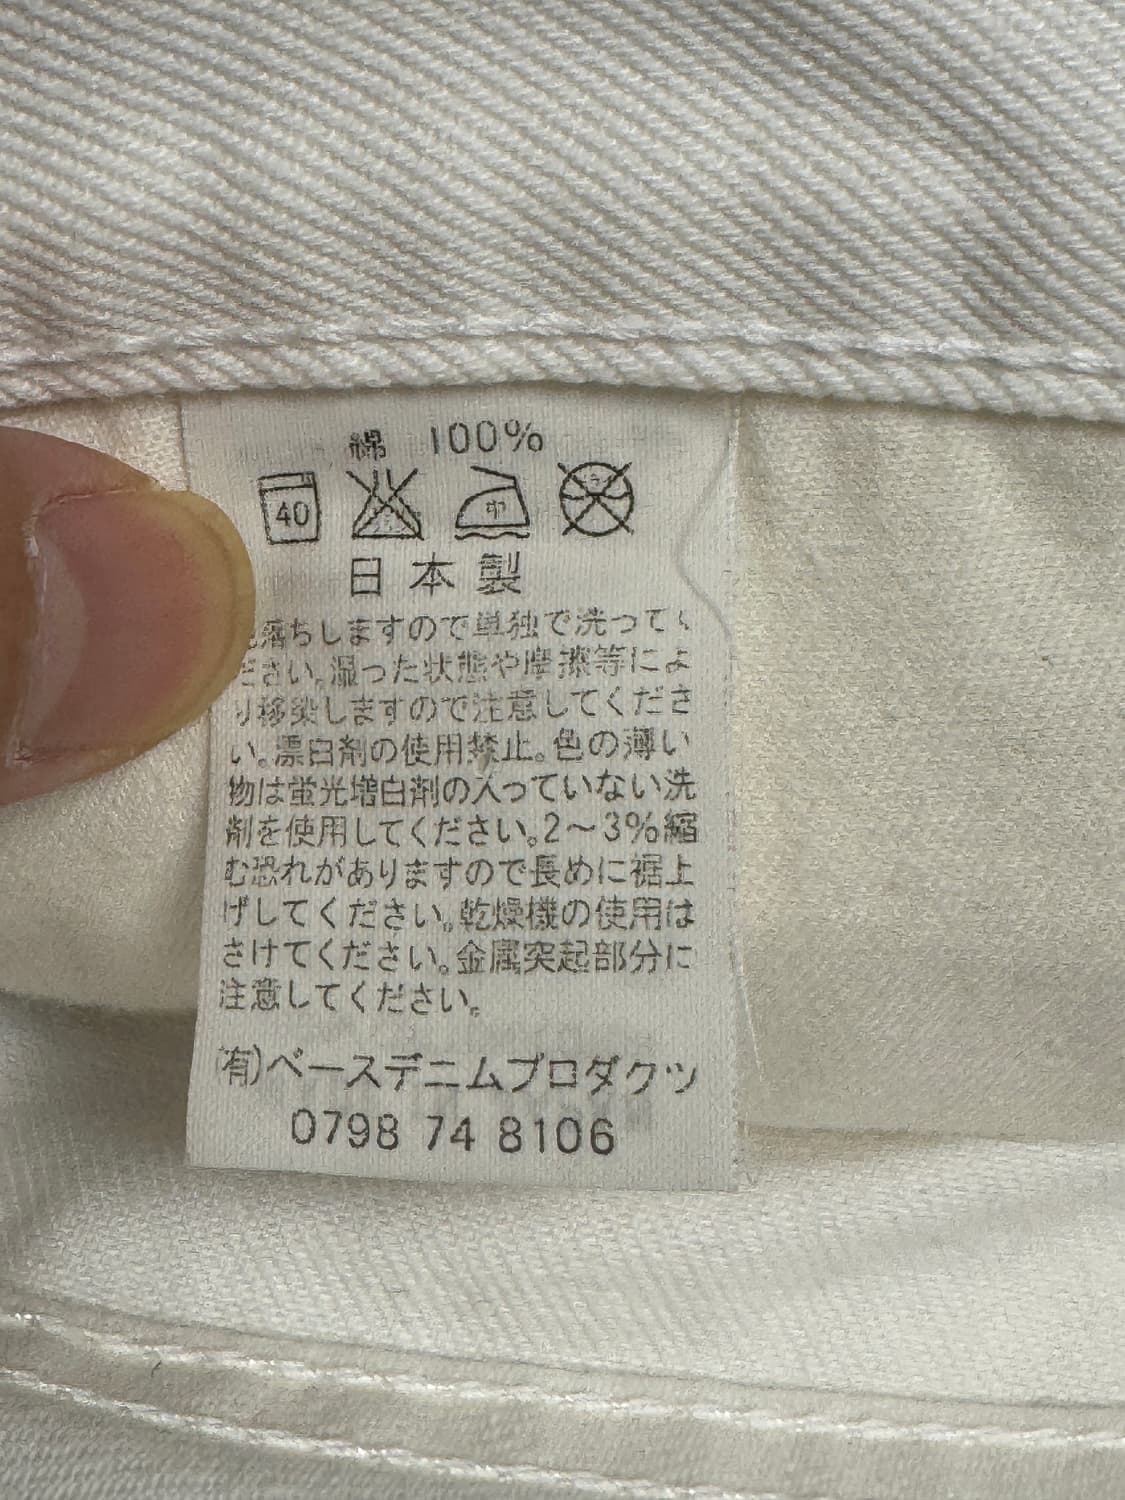 綿 100%
40 中
日本製
落ちしますので単独で洗ってく
ださい。湿った状態や摩擦等によ
り移染しますので注意してくださ
い。漂白剤の使用禁止。色の薄い
物は蛍光増白剤の入っていない洗
剤を使用してください。2〜3%縮
む恐れがありますので長めに裾上
げしてください。乾燥機の使用は
さけてください。金属突起部分に
注意してください。
(有)ベースデニムプロダクツ
0798 74 8106